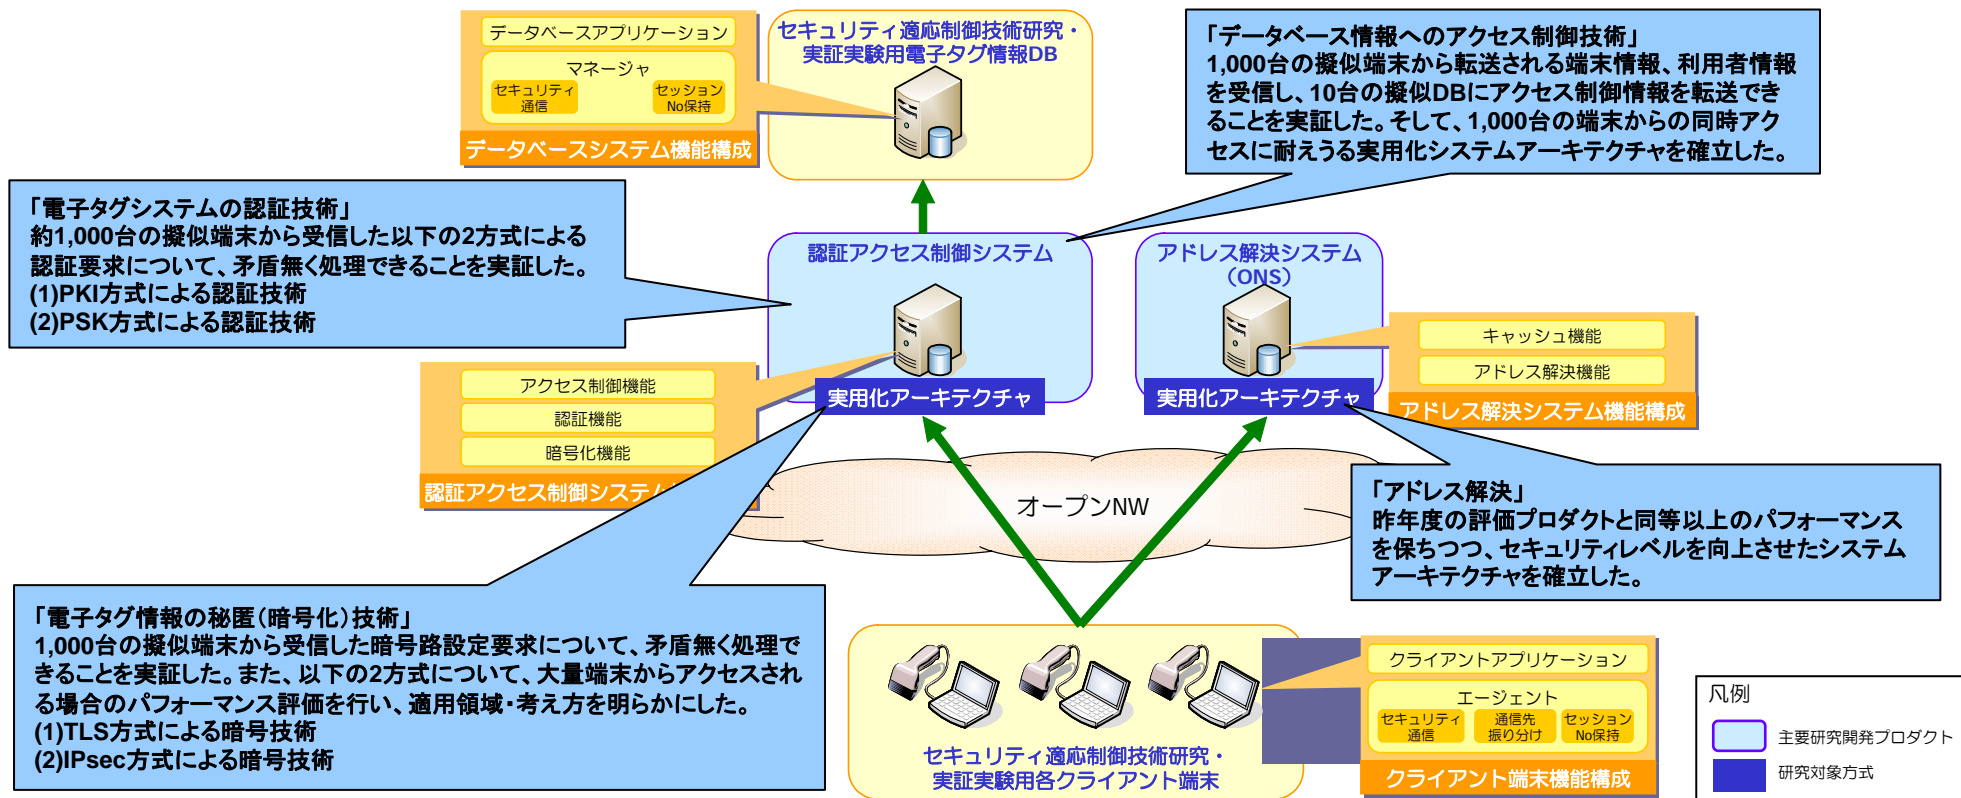 データベースアプリケーション
マネージャ
セキュリティ
通信
セッション
No保持
データベースシステム機能構成
セキュリティ適応制御技術研究・
実証実験用電子タグ情報DB
「データベース情報へのアクセス制御技術」
1,000台の擬似端末から転送される端末情報、利用者情報
を受信し、10台の擬似DBにアクセス制御情報を転送でき
ることを実証した。そして、1,000台の端末からの同時アク
セスに耐えうる実用化システムアーキテクチャを確立した。
「電子タグシステムの認証技術」
約1,000台の擬似端末から受信した以下の2方式による
認証要求について、矛盾無く処理できることを実証した。
(1)PKI方式による認証技術
(2)PSK方式による認証技術
認証アクセス制御システム
実用化アーキテクチャ
アドレス解決システム
（ONS）
実用化アーキテクチャ
キャッシュ機能
アドレス解決機能
アドレス解決システム機能構成
アクセス制御機能
認証機能
暗号化機能
認証アクセス制御システム
オープンNW
「アドレス解決」
昨年度の評価プロダクトと同等以上のパフォーマンス
を保ちつつ、セキュリティレベルを向上させたシステム
アーキテクチャを確立した。
「電子タグ情報の秘匿（暗号化）技術」
1,000台の擬似端末から受信した暗号路設定要求について、矛盾無く処理で
きることを実証した。また、以下の2方式について、大量端末からアクセスされ
る場合のパフォーマンス評価を行い、適用領域・考え方を明らかにした。
(1)TLS方式による暗号技術
(2)IPsec方式による暗号技術
セキュリティ適応制御技術研究・
実証実験用各クライアント端末
クライアントアプリケーション
エージェント
セキュリティ
通信
通信先
振り分け
セッション
No保持
クライアント端末機能構成
凡例
主要研究開発プロダクト
研究対象方式